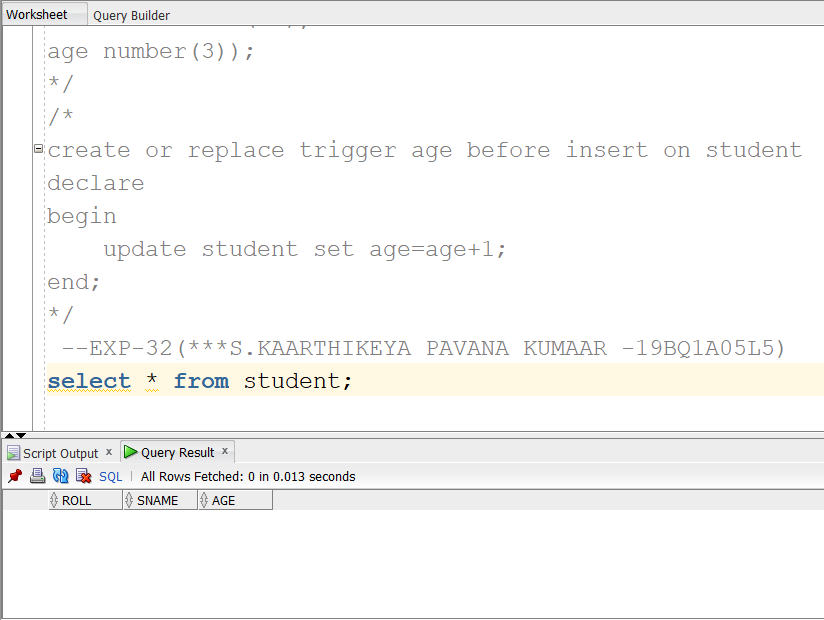 Worksheet Query Builder
age number(3));
*/
/*
create or replace trigger age before insert on student
declare
begin
update student set age=age+1;
end;
*/
--EXP-32(***S.KAARTHIKEYA PAVANA KUMAAR -19BQ1A05L5)
select * from student;
Script Output x Query Result x
SQL | All Rows Fetched: 0 in 0.013 seconds
ROLL SNAME AGE